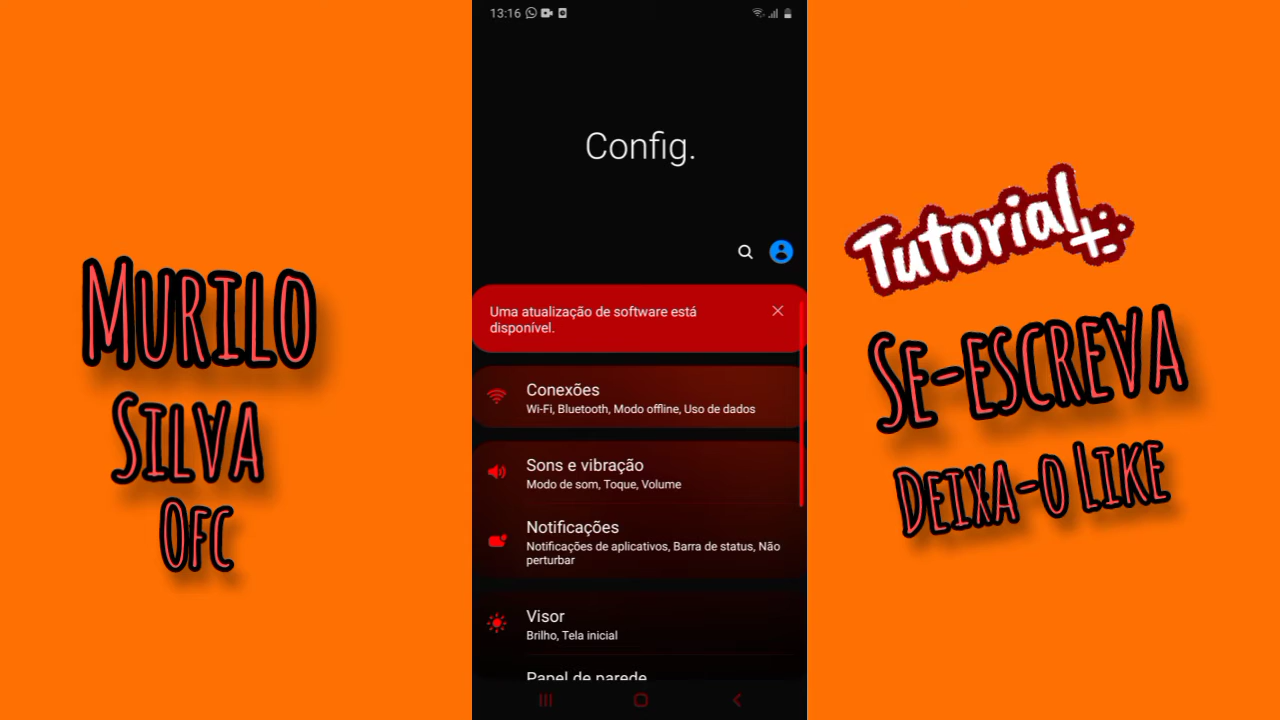 Murilo
Silva
Ofc
13:16
Config.
Uma atualização de software está
disponível.
Conexões
Wi-Fi, Bluetooth, Modo offline, Uso de dados
Sons e vibração
Modo de som, Toque, Volume
Notificações
Notificações de aplicativos, Barra de status, Não
perturbar
Visor
Brilho, Tela inicial
Papel de parede
Tutorial
Se-escreva
Deixa-o Like